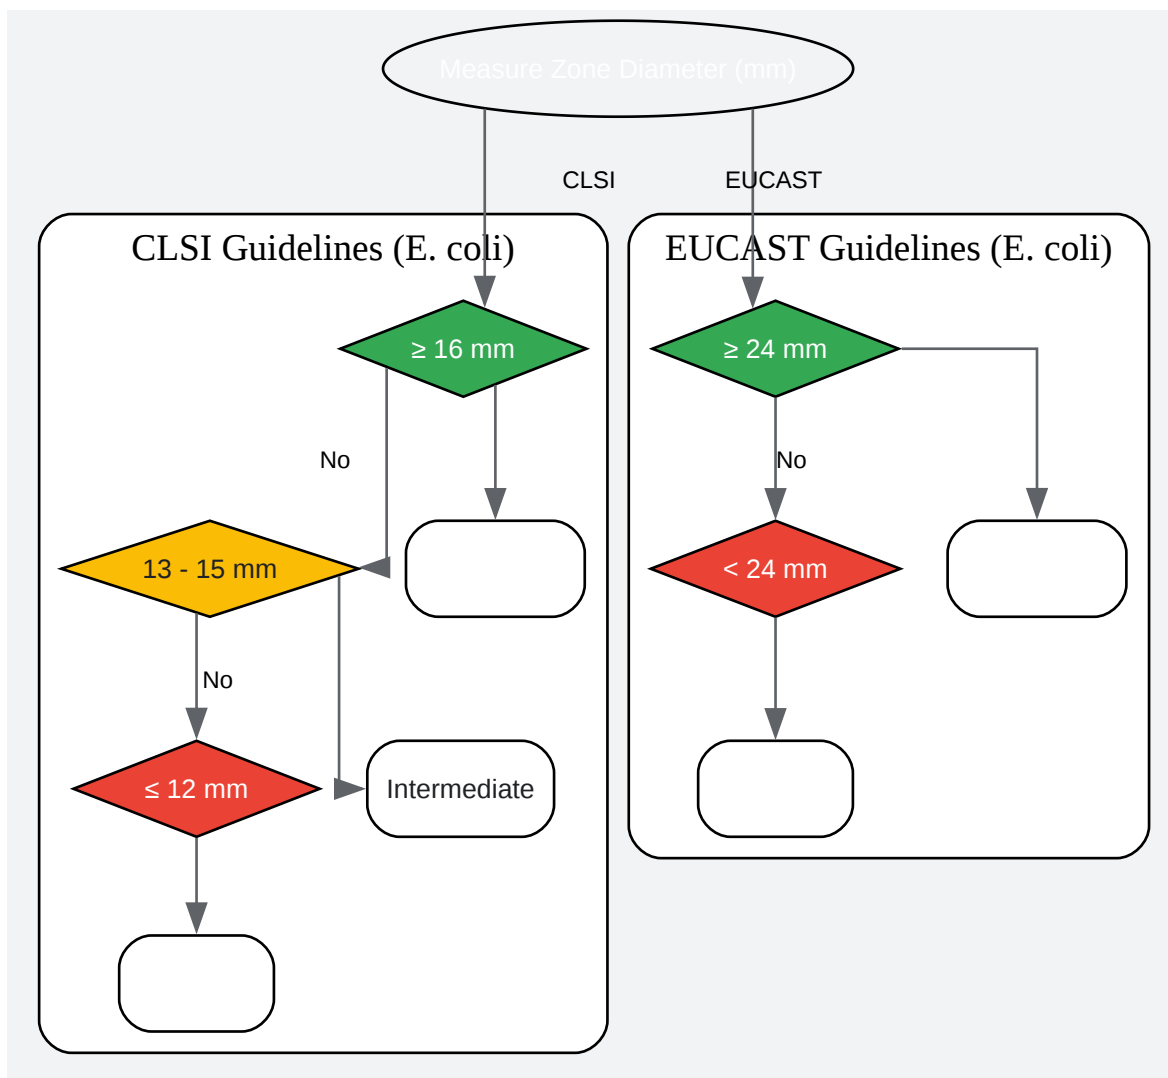 Measure Zone Diameter (mm)
CLSI
EUCAST
CLSI Guidelines (E. coli)
EUCAST Guidelines (E. coli)
≥ 16 mm
≥ 24 mm
No
No
13 - 15 mm
< 24 mm
No
≤ 12 mm
Intermediate